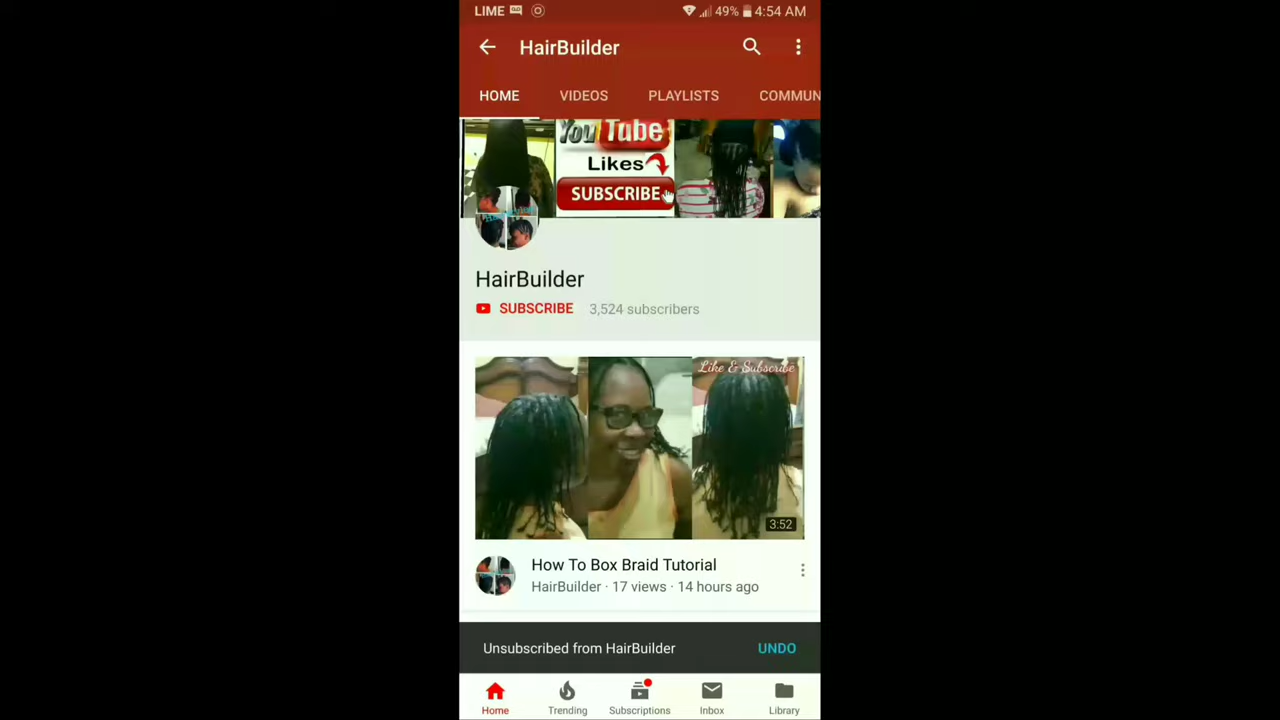 LIME 49% 4:54 AM
HairBuilder
HOME VIDEOS PLAYLISTS COMMUN
YouTube
Likes
SUBSCRIBE
HairBuilder
SUBSCRIBE 3,524 subscribers
Like & Subscribe
3:52
How To Box Braid Tutorial
HairBuilder · 17 views · 14 hours ago
Unsubscribed from HairBuilder UNDO
Home Trending Subscriptions Inbox Library